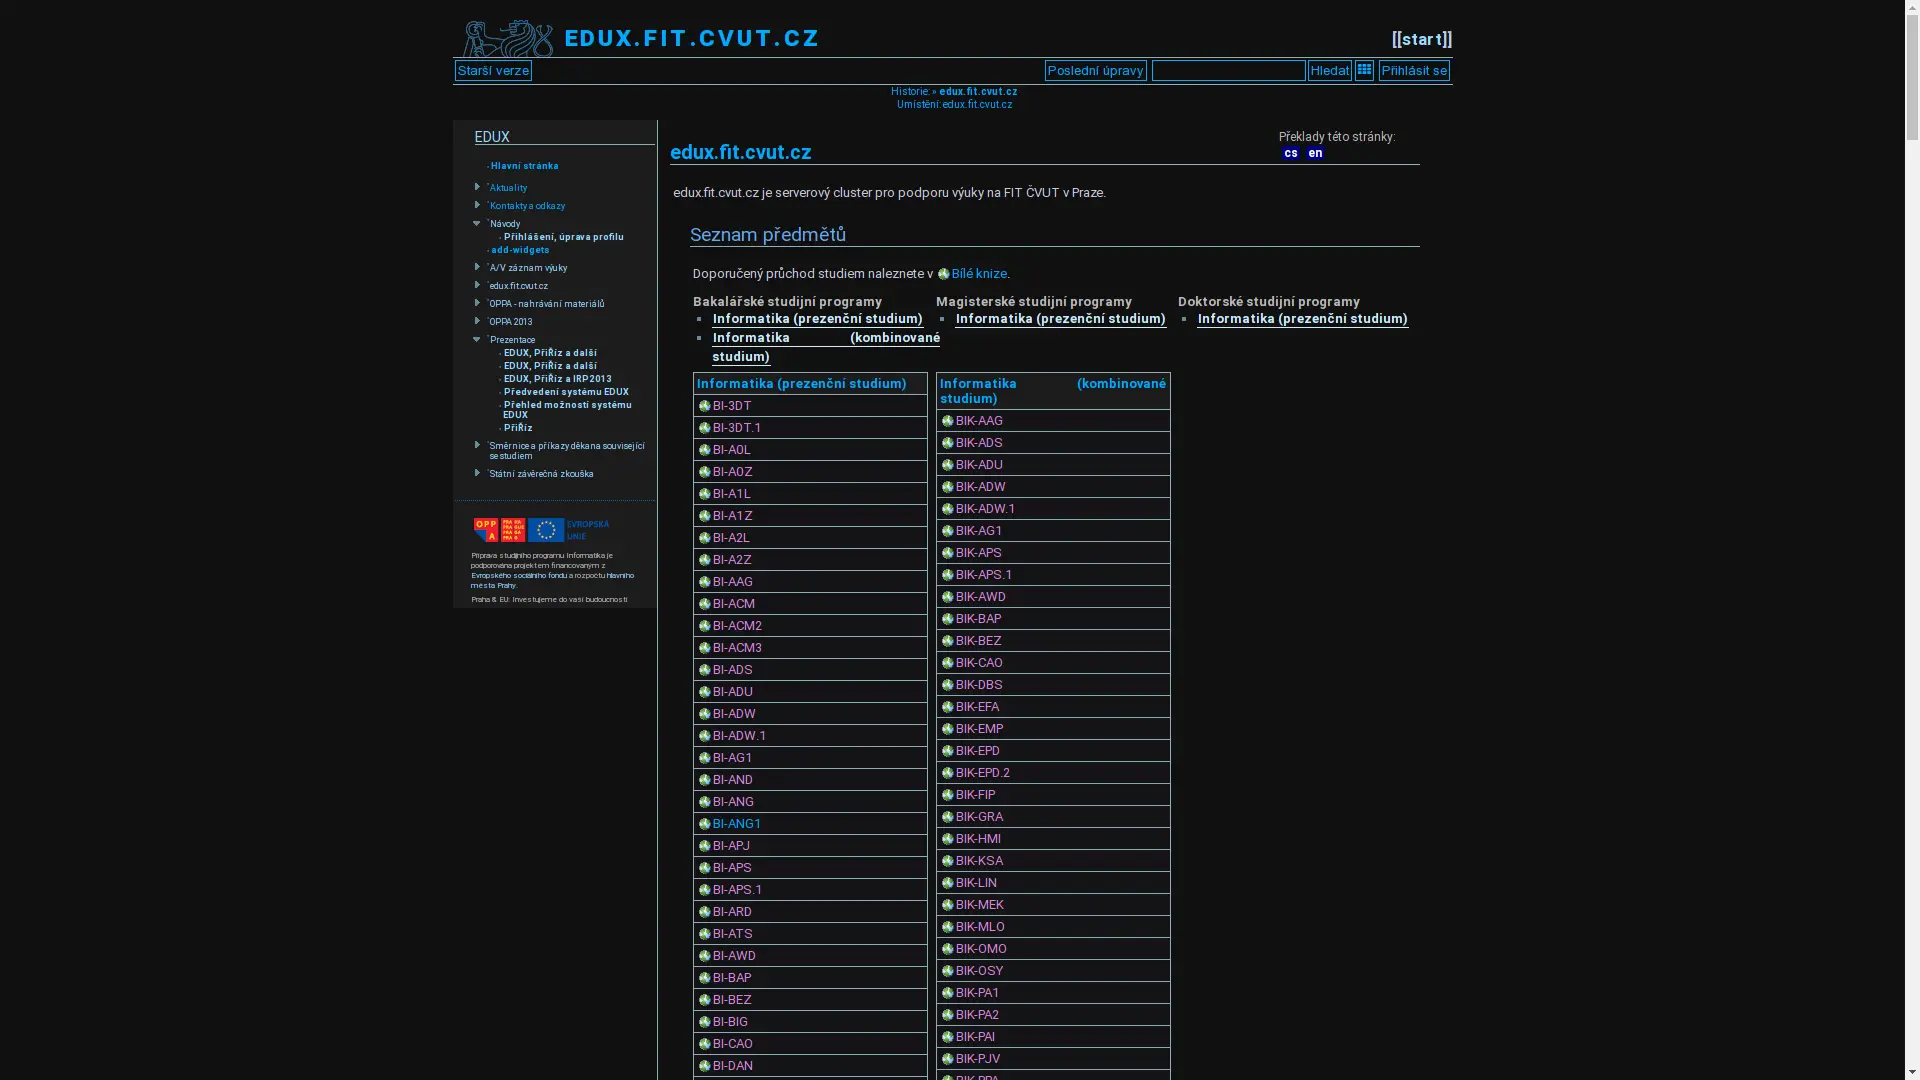 EDUX.FIT.CVUT.CZ
[[start]]
Starší verze
Poslední úpravy
Hledat
Přihlásit se
Historie: » edux.fit.cvut.cz
Umístění: edux.fit.cvut.cz
EDUX
Hlavní stránka
Aktuality
Kontakty a odkazy
Návody
Přihlášení, úprava profilu
add-widgets
A/V záznam výuky
edux.fit.cvut.cz
OPPA - nahrávání materiálů
OPPA 2013
Prezentace
EDUX, PřiŘíz a další
EDUX, PřiŘíz a další
EDUX, PřiŘíz a IRP2013
Předvedení systému EDUX
Přehled možností systému
EDUX
PřiŘíz
Směrnice a příkazy děkana související
se studiem
Státní závěrečná zkouška
OPP
A
PRA HA
PRA GUE
PRA GA
PRA G
EVROPSKÁ
UNIE
Příprava studijního programu Informatika je
podporována projektem financovaným z
Evropského sociálního fondu a rozpočtu hlavního
města Prahy.
Praha & EU: Investujeme do vaší budoucnosti
Překlady této stránky:
cs en
edux.fit.cvut.cz
edux.fit.cvut.cz je serverový cluster pro podporu výuky na FIT ČVUT v Praze.
Seznam předmětů
Doporučený průchod studiem naleznete v Bílé knize.
Bakalářské studijní programy
Informatika (prezenční studium)
Informatika (kombinované
studium)
Magisterské studijní programy
Informatika (prezenční studium)
Doktorské studijní programy
Informatika (prezenční studium)
Informatika (prezenční studium)
BI-3DT
BI-3DT.1
BI-A0L
BI-A0Z
BI-A1L
BI-A1Z
BI-A2L
BI-A2Z
BI-AAG
BI-ACM
BI-ACM2
BI-ACM3
BI-ADS
BI-ADU
BI-ADW
BI-ADW.1
BI-AG1
BI-AND
BI-ANG
BI-ANG1
BI-APJ
BI-APS
BI-APS.1
BI-ARD
BI-ATS
BI-AWD
BI-BAP
BI-BEZ
BI-BIG
BI-CAO
BI-DAN
Informatika (kombinované
studium)
BIK-AAG
BIK-ADS
BIK-ADU
BIK-ADW
BIK-ADW.1
BIK-AG1
BIK-APS
BIK-APS.1
BIK-AWD
BIK-BAP
BIK-BEZ
BIK-CAO
BIK-DBS
BIK-EFA
BIK-EMP
BIK-EPD
BIK-EPD.2
BIK-FIP
BIK-GRA
BIK-HMI
BIK-KSA
BIK-LIN
BIK-MEK
BIK-MLO
BIK-OMO
BIK-OSY
BIK-PA1
BIK-PA2
BIK-PAI
BIK-PJV
BIK-PPA